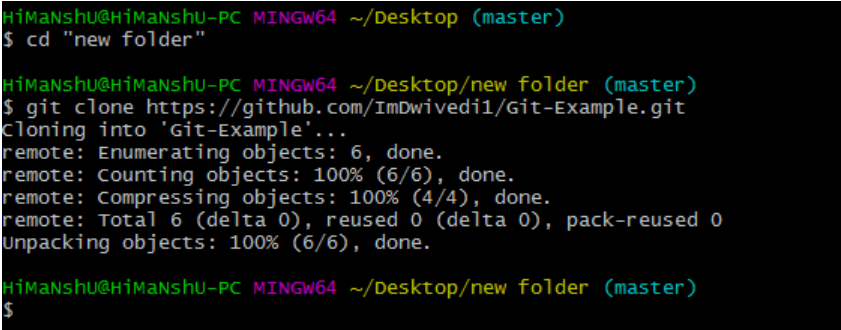 HiMaNshU@HiMaNshU-PC MINGW64 ~/Desktop (master)
$ cd "new folder"
HiMaNshU@HiMaNshU-PC MINGW64 ~/Desktop/new folder (master)
$ git clone https://github.com/ImDwivedi1/Git-Example.git
Cloning into 'Git-Example'...
remote: Enumerating objects: 6, done.
remote: Counting objects: 100% (6/6), done.
remote: Compressing objects: 100% (4/4), done.
remote: Total 6 (delta 0), reused 0 (delta 0), pack-reused 0
Unpacking objects: 100% (6/6), done.
HiMaNshU@HiMaNshU-PC MINGW64 ~/Desktop/new folder (master)
$